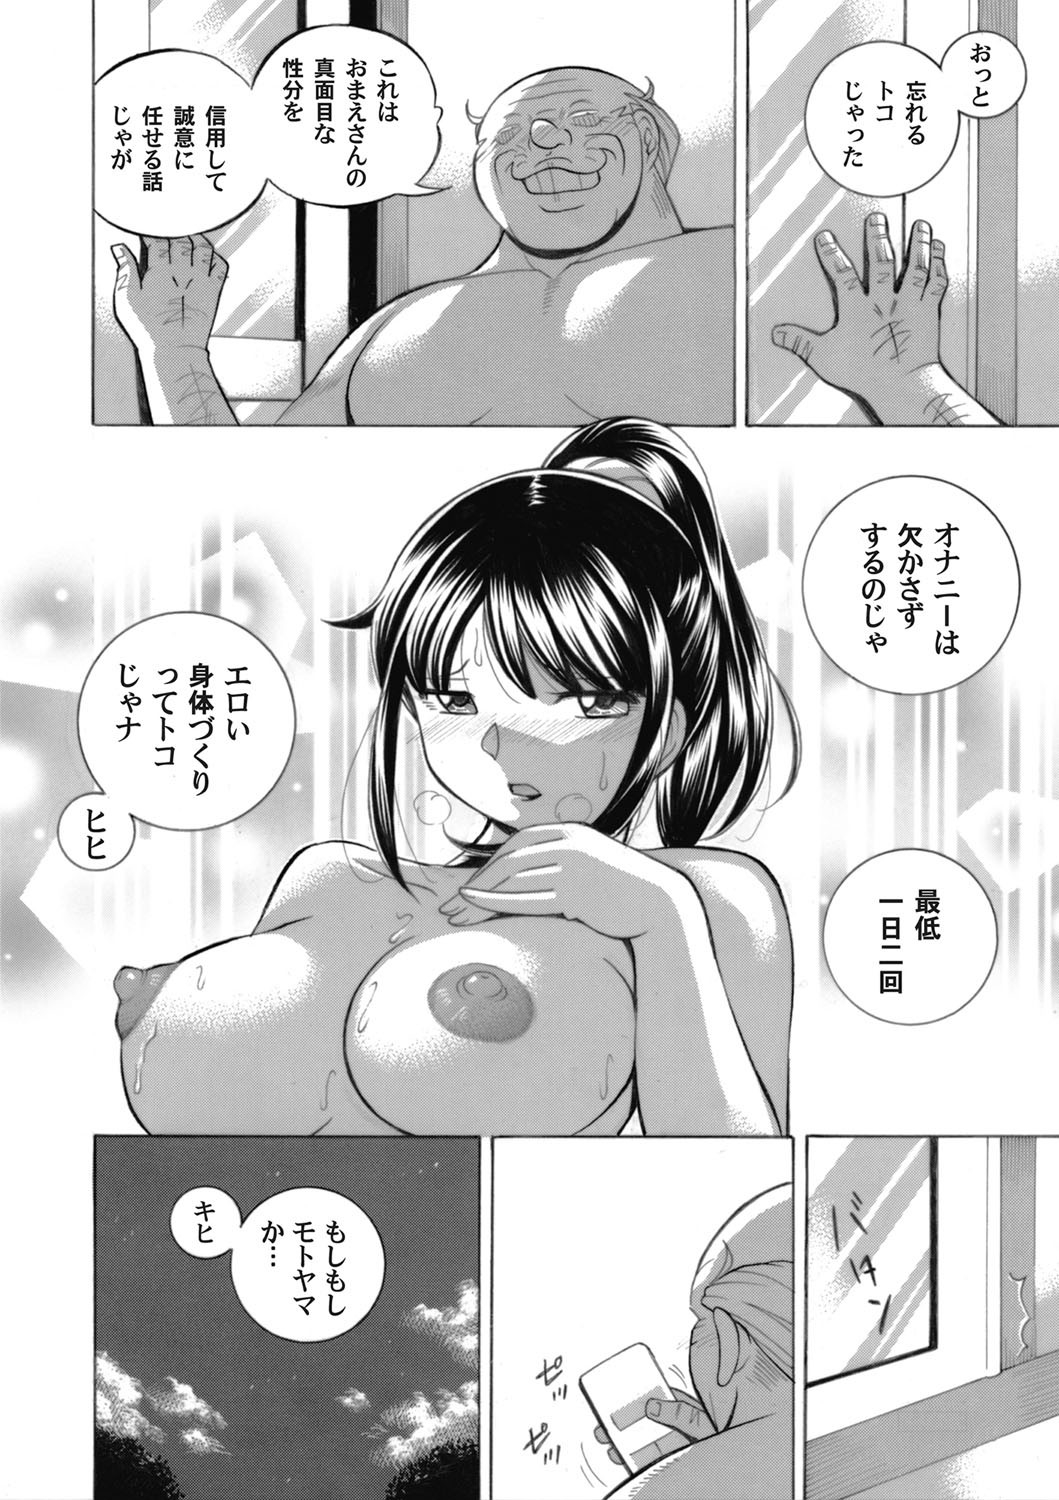 おっと
忘れる
トコ
じゃった
これは
おまえさんの
真面目な
性分を
信用して
誠意に
任せる話
じゃが
オナニーは
欠かさず
するのじゃ
最低
一日二回
エロい
身体づくり
ってトコ
じゃナ
ヒヒ
バタン
ピッ
ピッ
もしもし
モトヤマ
か…
キヒ